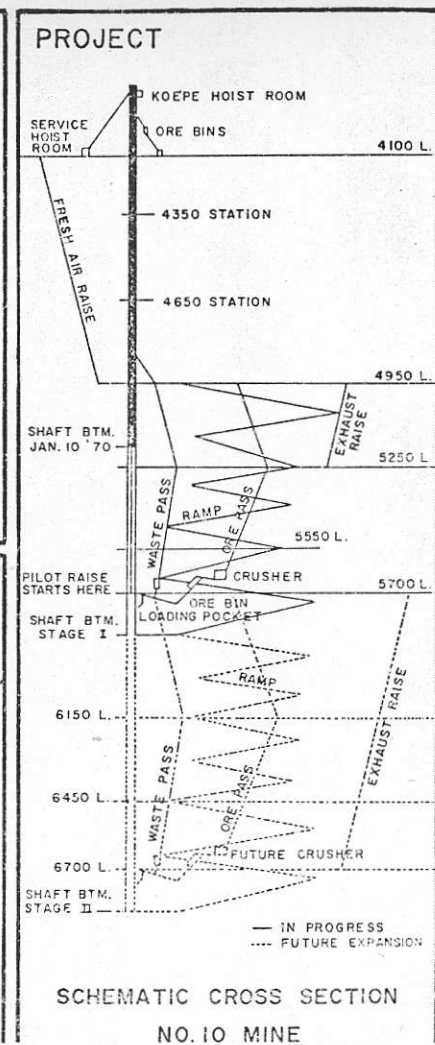 PROJECT
KOEPE HOIST ROOM
SERVICE
HOIST
ROOM
ORE BINS
4100 L.
4350 STATION
FRESH AIR RAISE
4650 STATION
4950 L.
SHAFT BTM.
JAN. 10 '70
EXHAUST
RAISE
5250 L.
WASTE PASS
RAMP
ORE PASS
5550 L.
PILOT RAISE
STARTS HERE
CRUSHER
5700 L.
ORE BIN
LOADING POCKET
SHAFT BTM.
STAGE I
RAMP
6150 L.
EXHAUST RAISE
WASTE PASS
ORE PASS
6450 L.
FUTURE CRUSHER
6700 L.
SHAFT BTM.
STAGE II
IN PROGRESS
FUTURE EXPANSION
SCHEMATIC CROSS SECTION
NO. 10 MINE